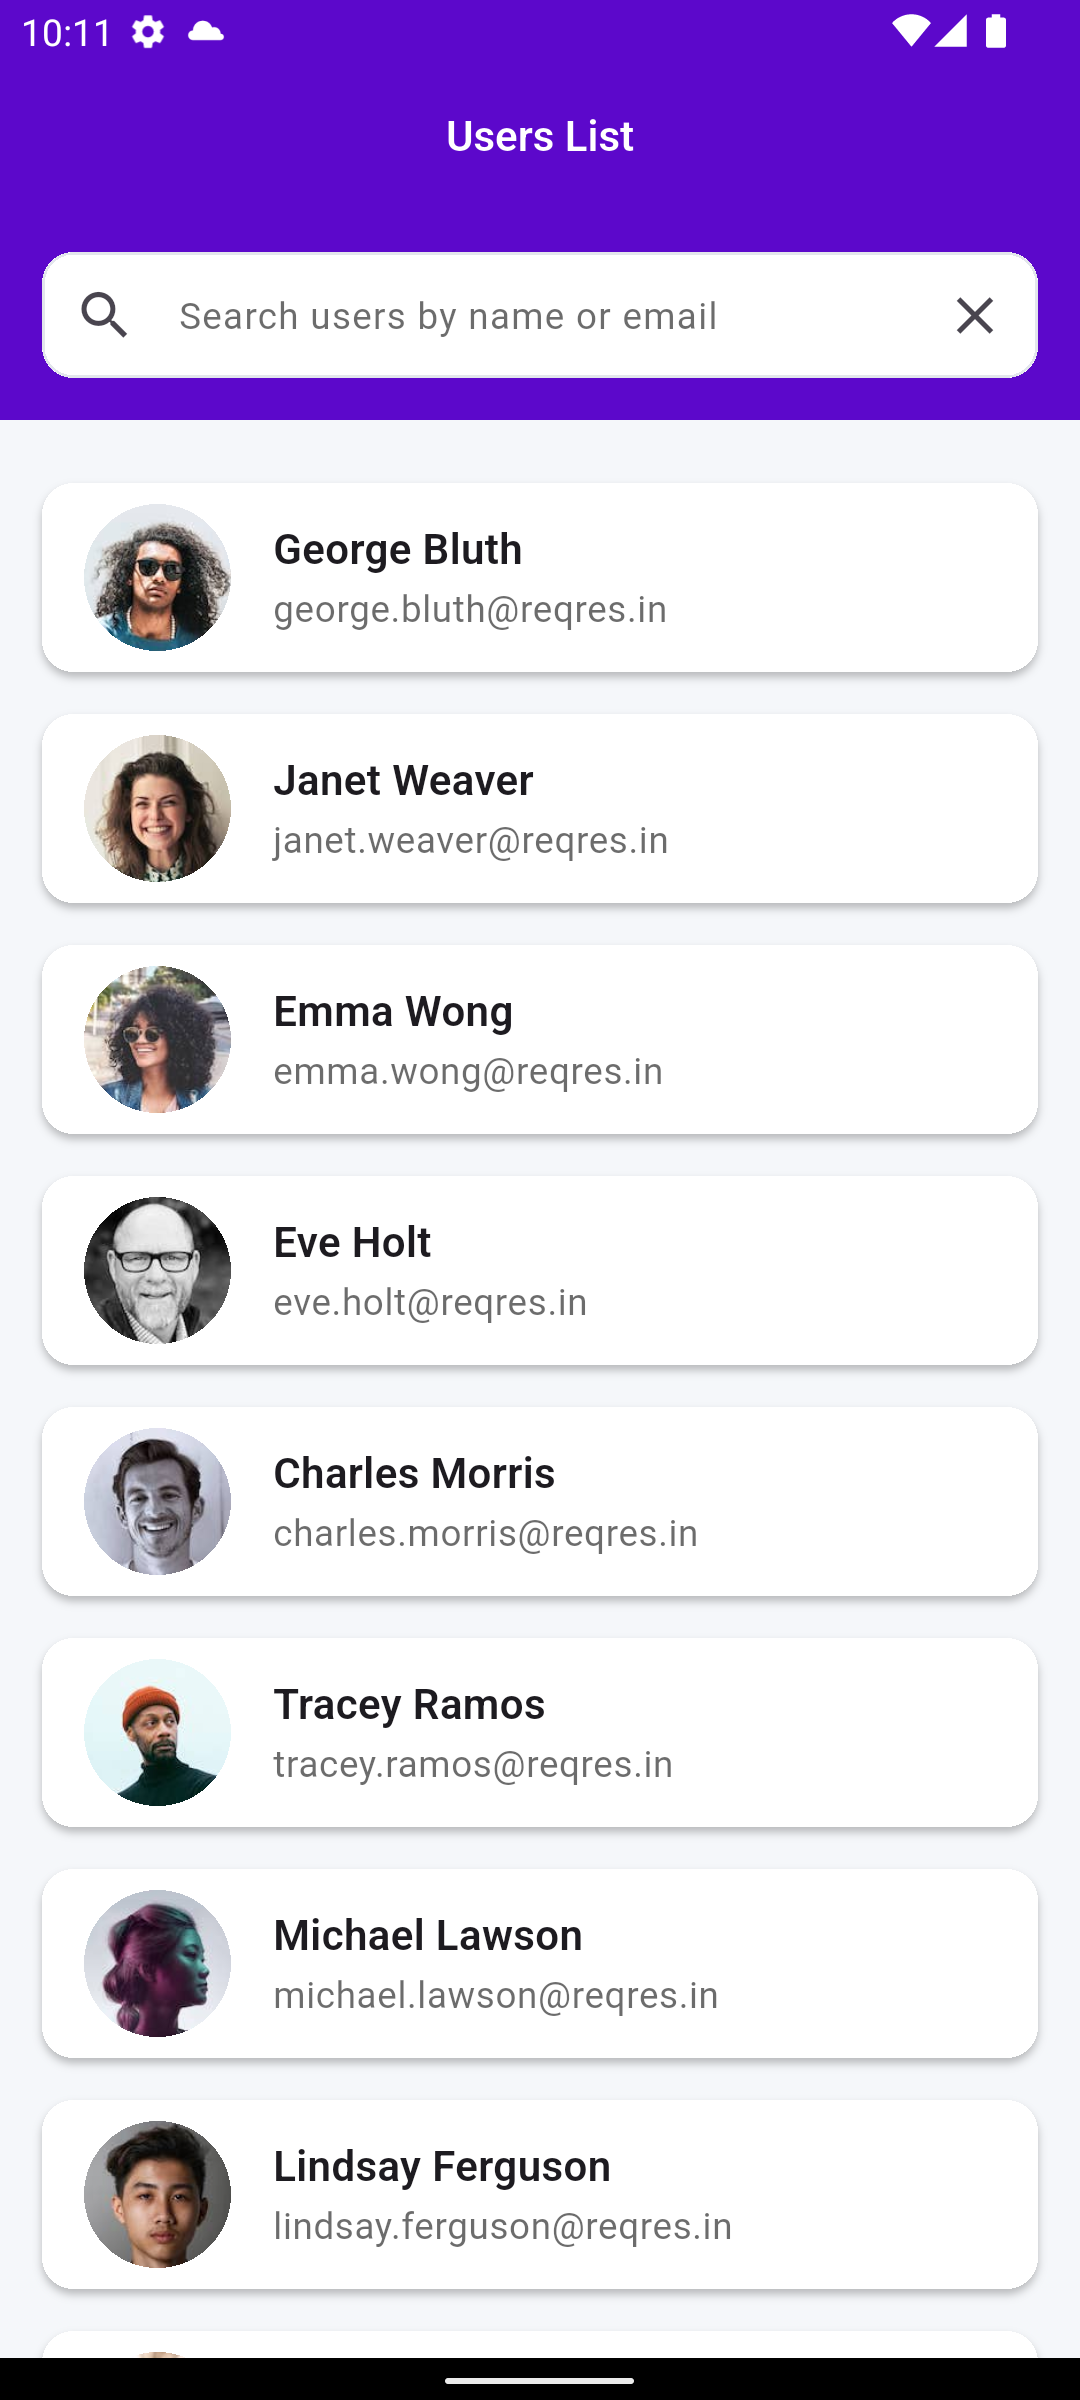 10:11
Users List
Search users by name or email
George Bluth
george.bluth@reqres.in
Janet Weaver
janet.weaver@reqres.in
Emma Wong
emma.wong@reqres.in
Eve Holt
eve.holt@reqres.in
Charles Morris
charles.morris@reqres.in
Tracey Ramos
tracey.ramos@reqres.in
Michael Lawson
michael.lawson@reqres.in
Lindsay Ferguson
lindsay.ferguson@reqres.in